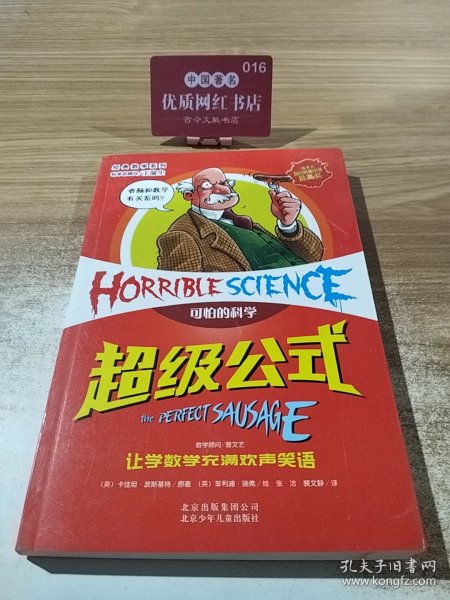 016
中国著名
优质网红书店
古今文献书店
经典数学系列
香肠和数学
有关系吗?
HORRIBLE SCIENCE
可怕的科学
超级公式
the PERFECT SAUSAGE
数学顾问/曹文艺
让学数学充满欢声笑语
(英)卡佳坦·波斯基特/原著 (英)菲利浦·瑞弗/绘 张 洁 侯文静/译
北京出版集团公司
北京少年儿童出版社
孔夫子旧书网
www.kongfz.com